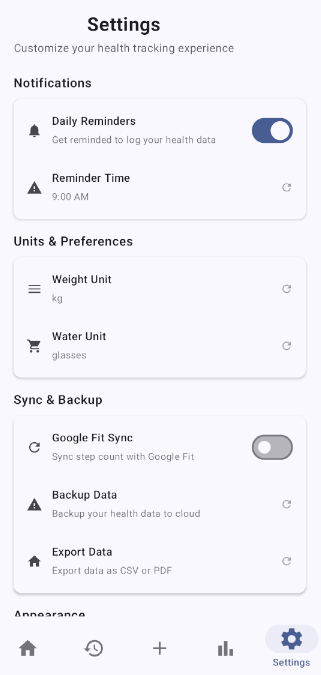 Settings
Customize your health tracking experience
Notifications
Daily Reminders
Get reminded to log your health data
Reminder Time
9:00 AM
Units & Preferences
Weight Unit
kg
Water Unit
glasses
Sync & Backup
Google Fit Sync
Sync step count with Google Fit
Backup Data
Backup your health data to cloud
Export Data
Export data as CSV or PDF
Appearance
Settings